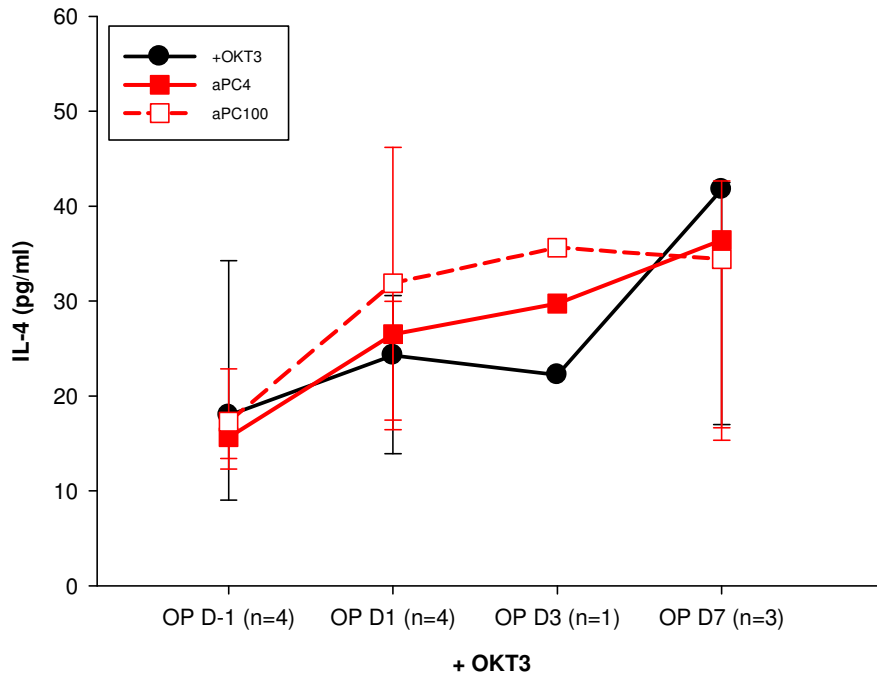 60
50
40
30
20
10
0
IL-4 (pg/ml)
+OKT3
aPC4
aPC100
OP D-1 (n=4)
OP D1 (n=4)
OP D3 (n=1)
OP D7 (n=3)
+ OKT3